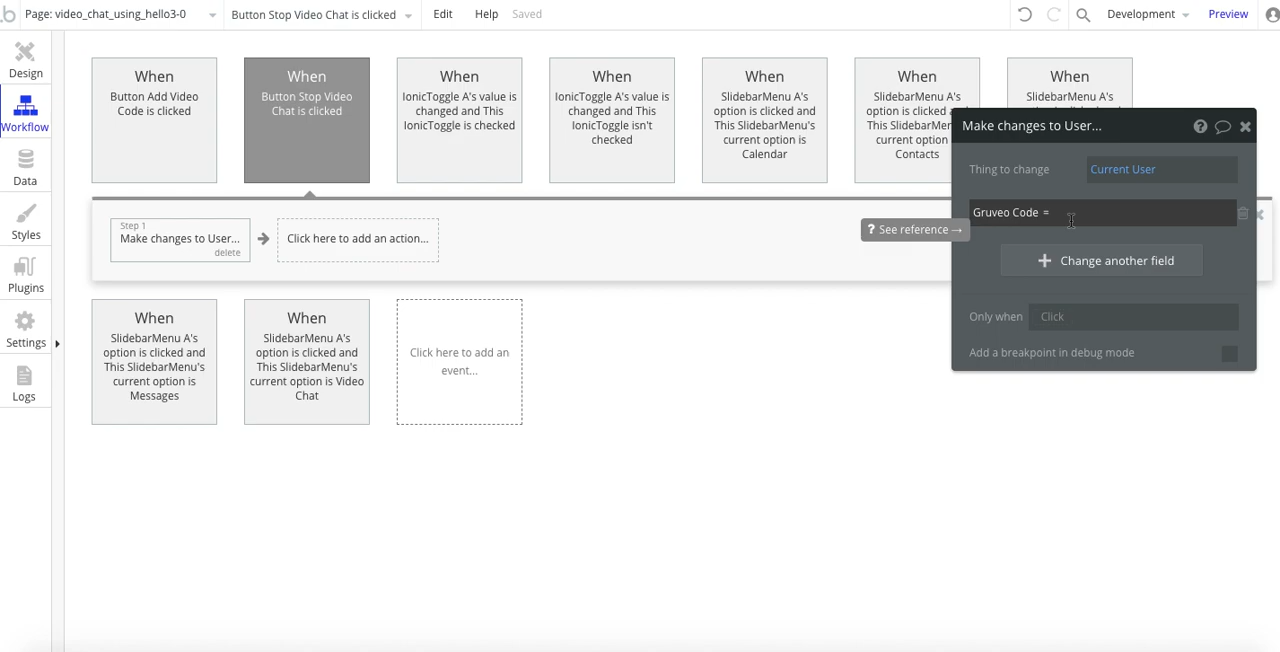 .b Page: video_chat_using_hello3-0 Button Stop Video Chat is clicked Edit Help Saved Development Preview
Design
Workflow
Data
Styles
Plugins
Settings
Logs
When
Button Add Video
Code is clicked
When
Button Stop Video
Chat is clicked
When
IonicToggle A's value is
changed and This
IonicToggle is checked
When
IonicToggle A's value is
changed and This
IonicToggle isn't
checked
When
SlidebarMenu A's
option is clicked and
This SlidebarMenu's
current option is
Calendar
When
SlidebarMenu A's
option is clicked
This SlidebarMen
current option
Contacts
When
SlidebarMenu A's
Step 1
Make changes to User...
delete
Click here to add an action...
? See reference →
Make changes to User...
Thing to change Current User
Gruveo Code =
Change another field
Only when Click
Add a breakpoint in debug mode
When
SlidebarMenu A's
option is clicked and
This SlidebarMenu's
current option is
Messages
When
SlidebarMenu A's
option is clicked and
This SlidebarMenu's
current option is Video
Chat
Click here to add an
event...